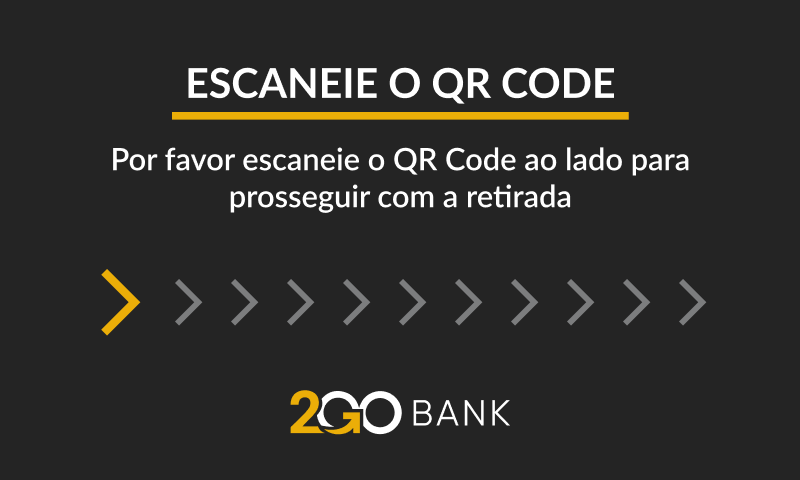 ESCANEIE O QR CODE
Por favor escaneie o QR Code ao lado para
prosseguir com a retirada
2GO BANK